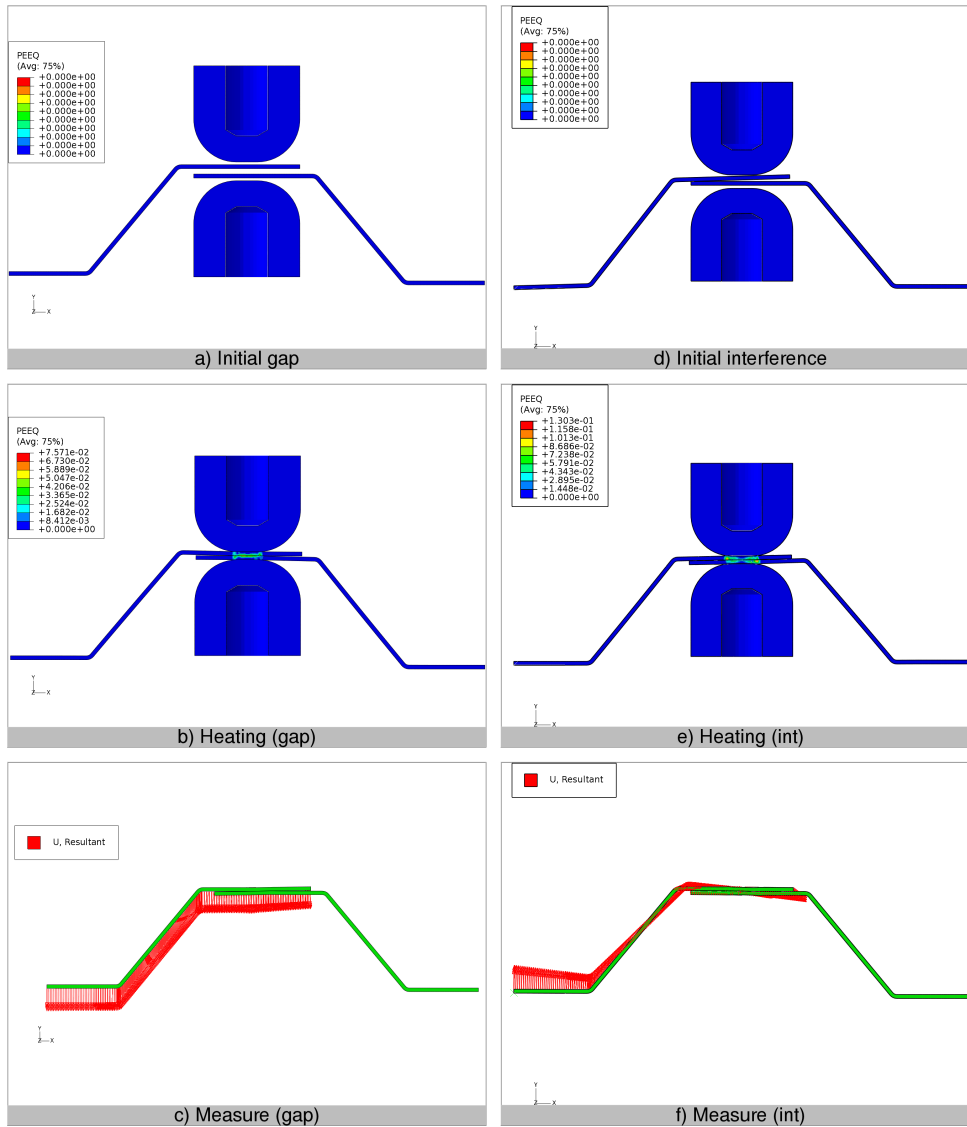 PEEQ
(Avg: 75%)
+0.000e+00
+0.000e+00
+0.000e+00
+0.000e+00
+0.000e+00
+0.000e+00
+0.000e+00
+0.000e+00
+0.000e+00
+0.000e+00
Y
Z X
a) Initial gap
PEEQ
(Avg: 75%)
+0.000e+00
+0.000e+00
+0.000e+00
+0.000e+00
+0.000e+00
+0.000e+00
+0.000e+00
+0.000e+00
+0.000e+00
+0.000e+00
Y
Z X
d) Initial interference
PEEQ
(Avg: 75%)
+7.571e-02
+6.730e-02
+5.889e-02
+5.047e-02
+4.206e-02
+3.365e-02
+2.524e-02
+1.682e-02
+8.412e-03
+0.000e+00
Y
Z X
b) Heating (gap)
PEEQ
(Avg: 75%)
+1.303e-01
+1.158e-01
+1.013e-01
+8.686e-02
+7.238e-02
+5.791e-02
+4.343e-02
+2.895e-02
+1.448e-02
+0.000e+00
Y
Z X
e) Heating (int)
U, Resultant
Y
Z X
c) Measure (gap)
U, Resultant
Y
Z X
f) Measure (int)